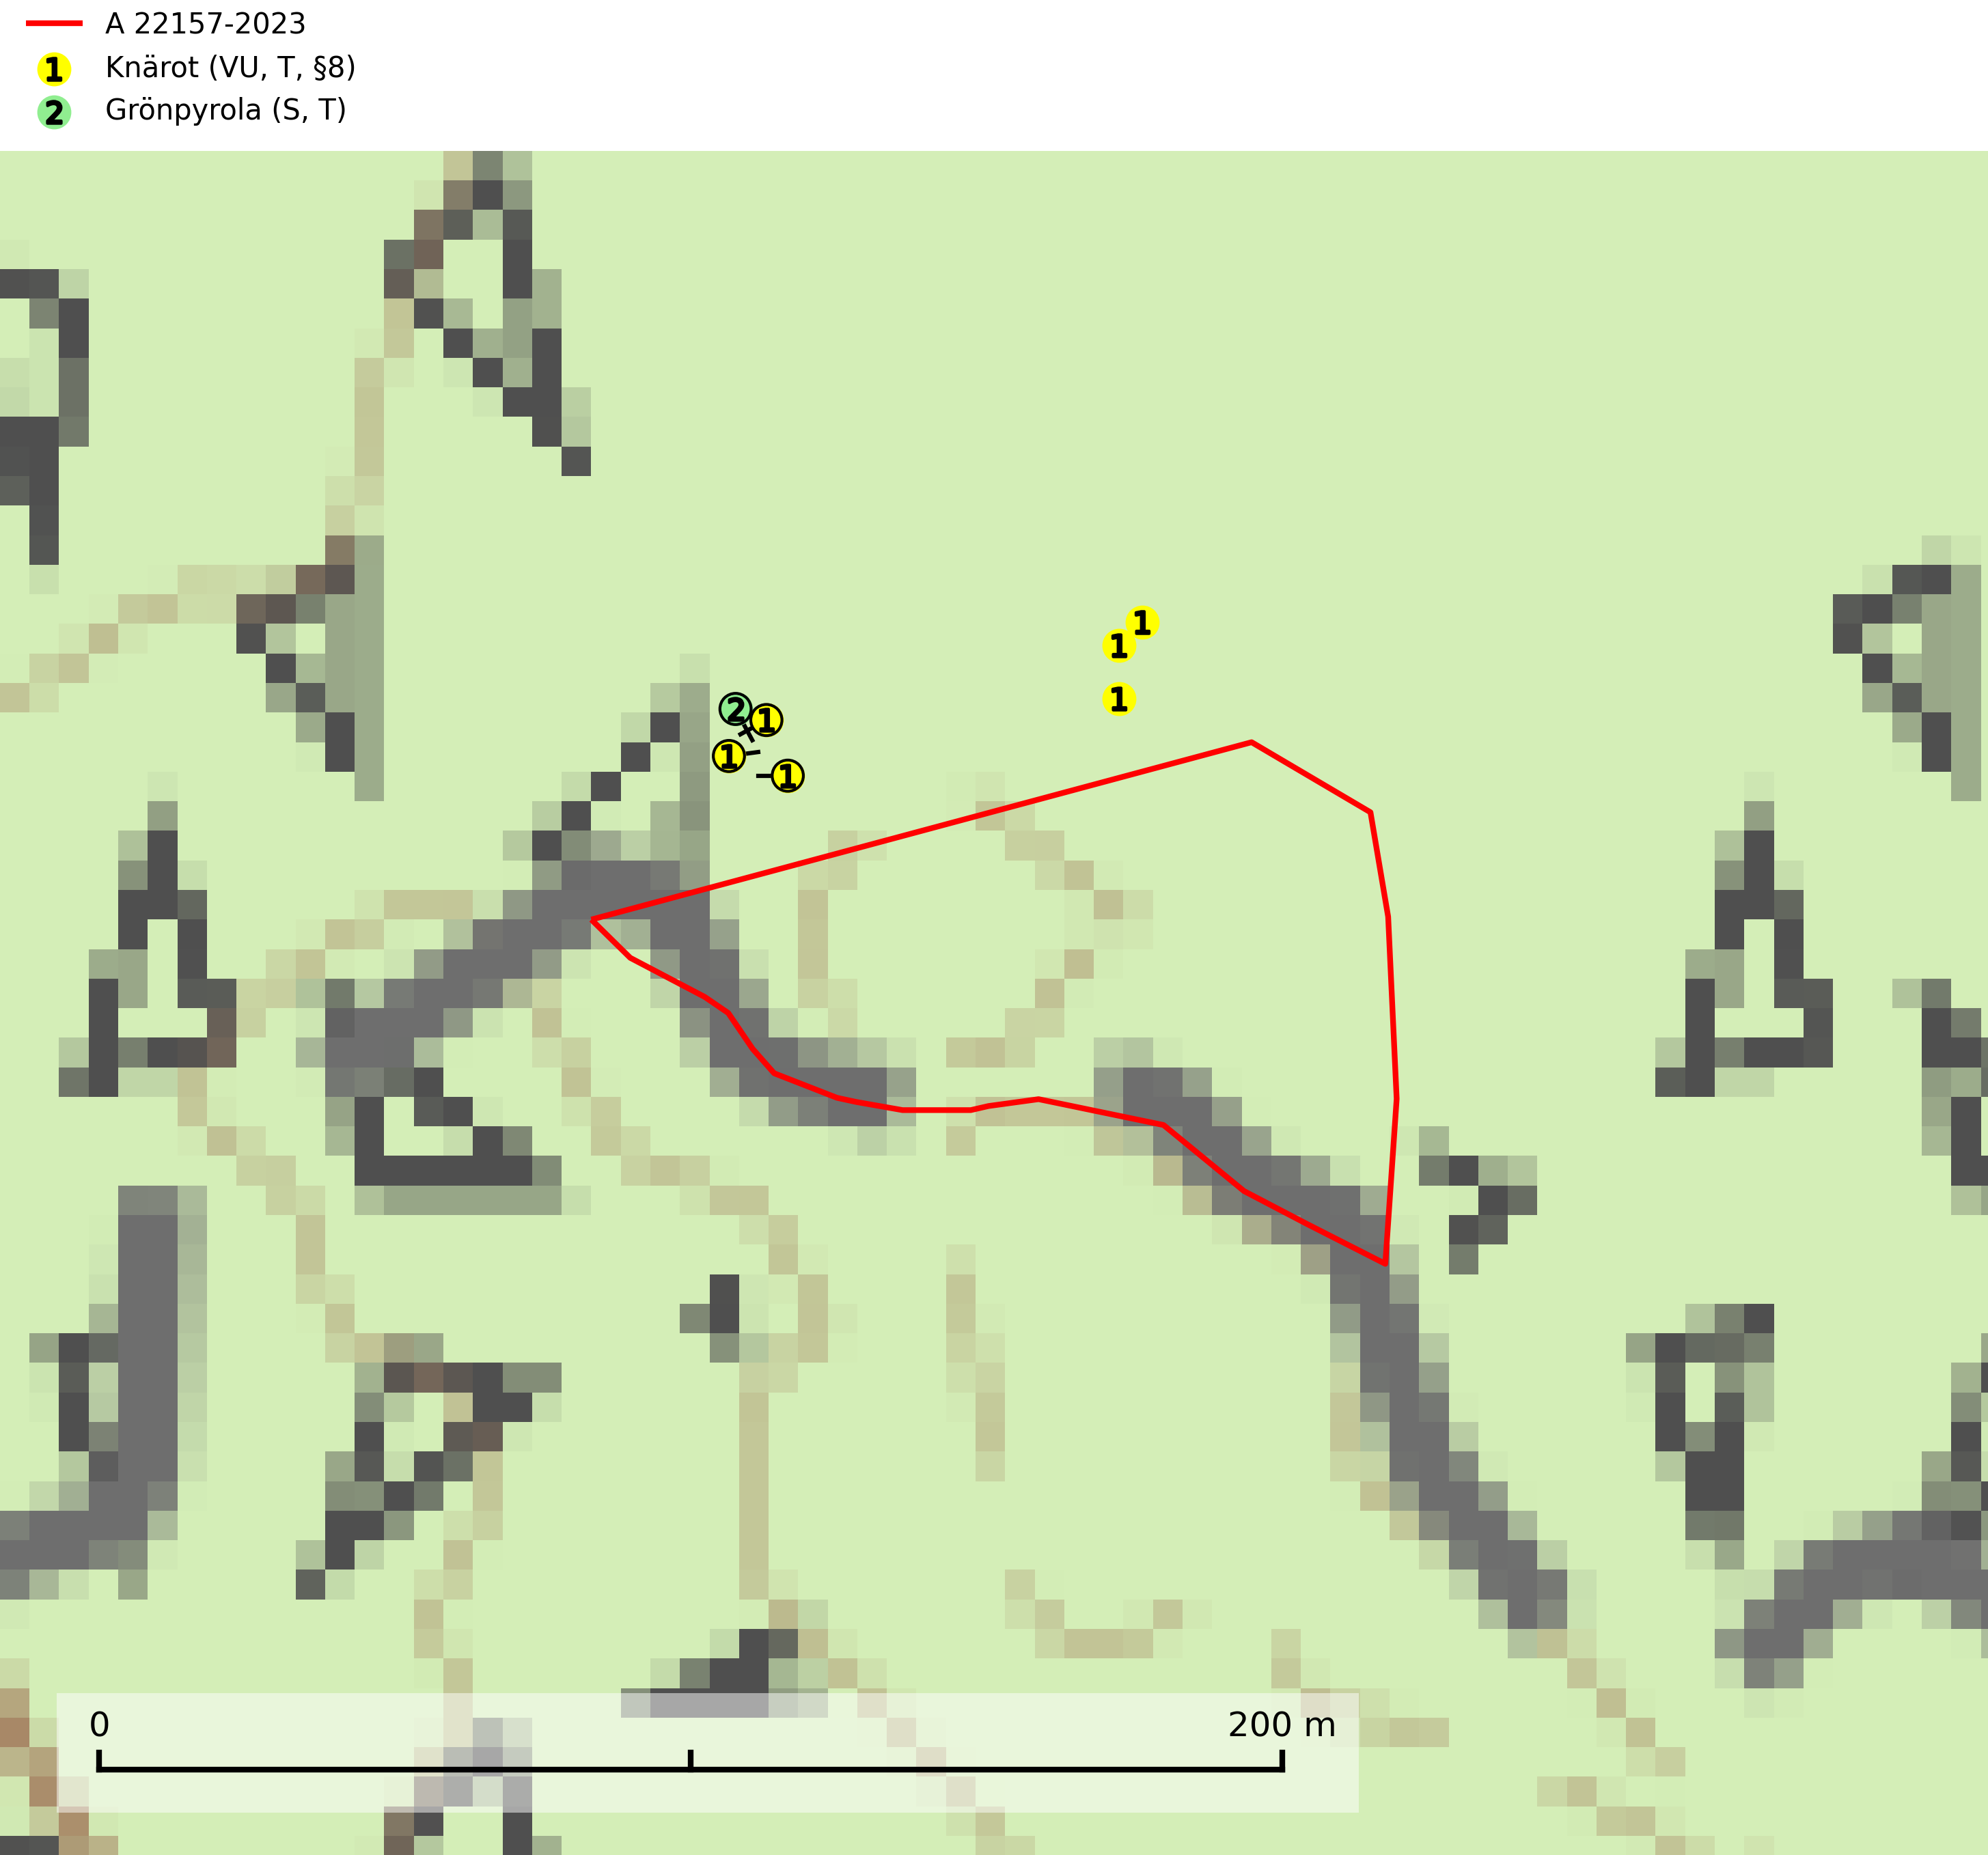 A 22157-2023
1 Knärot (VU, T, §8)
2 Grönpyrola (S, T)
1
1
1
2 1
1
1
0 200 m